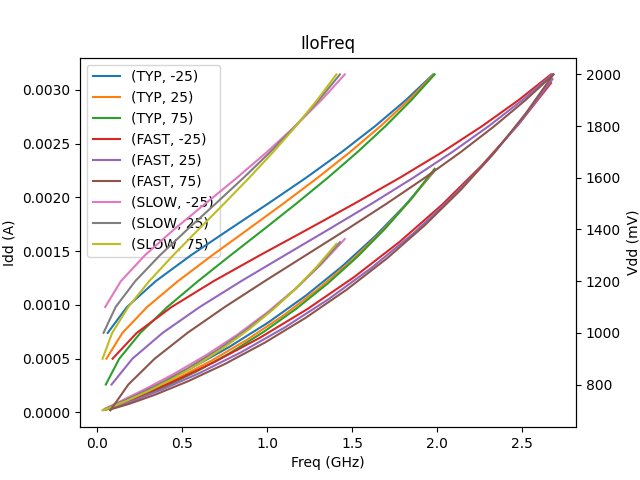 IloFreq
(TYP, -25)
(TYP, 25)
(TYP, 75)
(FAST, -25)
(FAST, 25)
(FAST, 75)
(SLOW, -25)
(SLOW, 25)
(SLOW, 75)
0.0030
0.0025
0.0020
0.0015
0.0010
0.0005
0.0000
Idd (A)
2000
1800
1600
1400
1200
1000
800
Vdd (mV)
0.0 0.5 1.0 1.5 2.0 2.5
Freq (GHz)